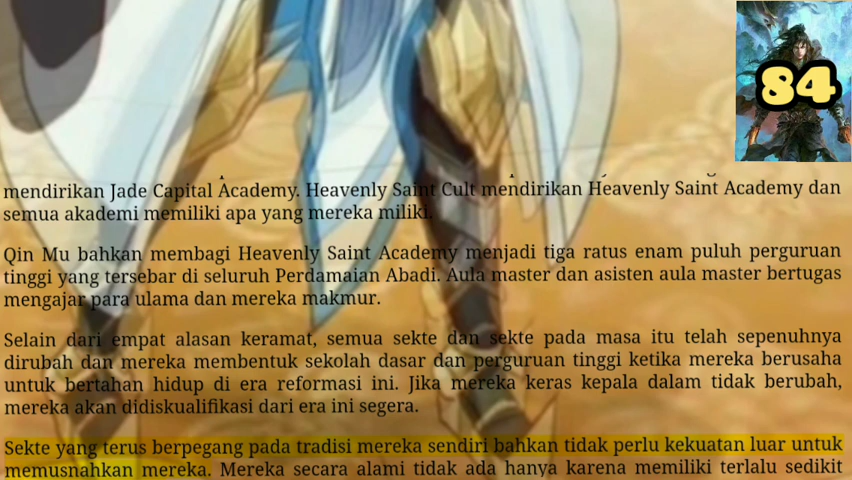 84
mendirikan Jade Capital Academy. Heavenly Saint Cult mendirikan Heavenly Saint Academy dan
semua akademi memiliki apa yang mereka miliki.
Qin Mu bahkan membagi Heavenly Saint Academy menjadi tiga ratus enam puluh perguruan
tinggi yang tersebar di seluruh Perdamaian Abadi. Aula master dan asisten aula master bertugas
mengajar para ulama dan mereka makmur.
Selain dari empat alasan keramat, semua sekte dan sekte pada masa itu telah sepenuhnya
dirubah dan mereka membentuk sekolah dasar dan perguruan tinggi ketika mereka berusaha
untuk bertahan hidup di era reformasi ini. Jika mereka keras kepala dalam tidak berubah,
mereka akan didiskualifikasi dari era ini segera.
Sekte yang terus berpegang pada tradisi mereka sendiri bahkan tidak perlu kekuatan luar untuk
memusnahkan mereka. Mereka secara alami tidak ada hanya karena memiliki terlalu sedikit